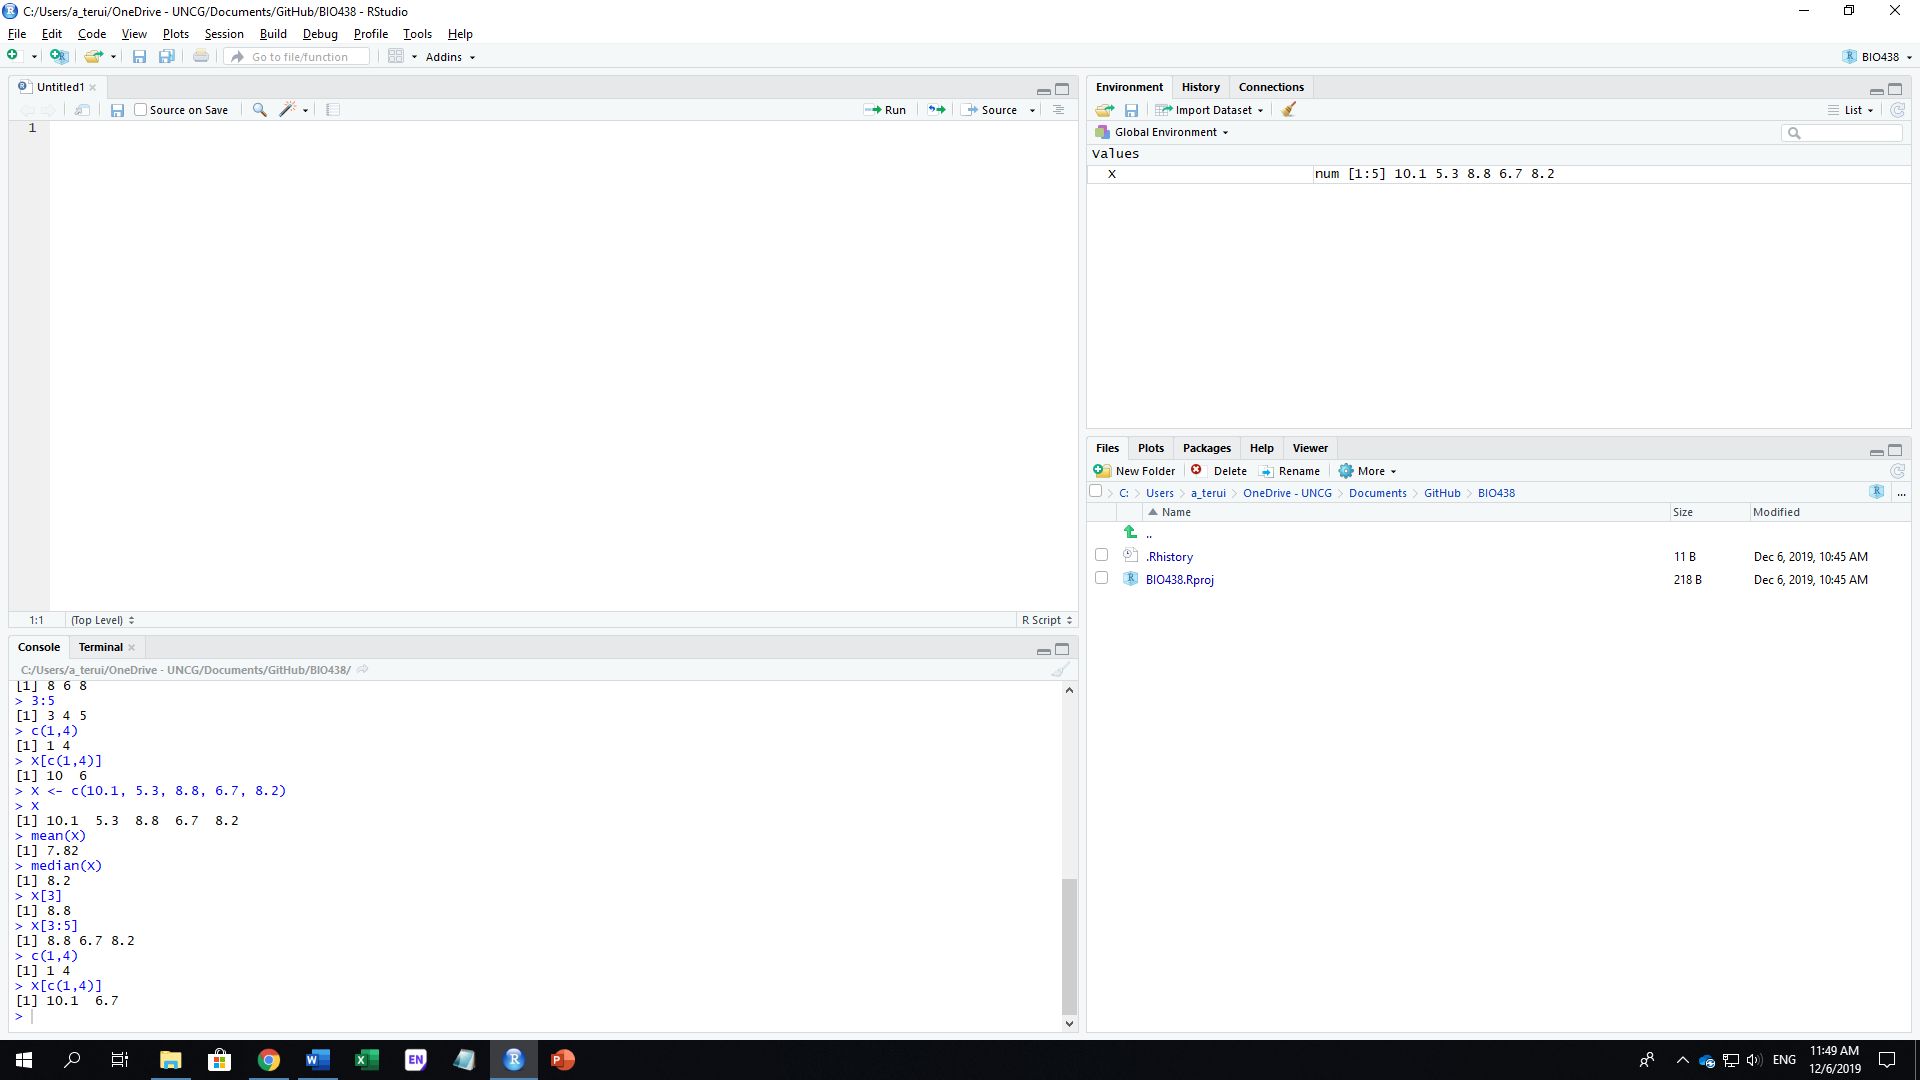 C:/Users/a_terui/OneDrive - UNCG/Documents/GitHub/BIO438 - RStudio
File Edit Code View Plots Session Build Debug Profile Tools Help
Go to file/function Addins BIO438
Untitled1
Source on Save Run Source
1
1:1 (Top Level) R Script
Console Terminal
C:/Users/a_terui/OneDrive - UNCG/Documents/GitHub/BIO438/
[1] 8 6 8
> 3:5
[1] 3 4 5
> c(1,4)
[1] 1 4
> x[c(1,4)]
[1] 10  6
> x <- c(10.1, 5.3, 8.8, 6.7, 8.2)
> x
[1] 10.1  5.3  8.8  6.7  8.2
> mean(x)
[1] 7.82
> median(x)
[1] 8.2
> x[3]
[1] 8.8
> x[3:5]
[1] 8.8 6.7 8.2
> c(1,4)
[1] 1 4
> x[c(1,4)]
[1] 10.1  6.7
>
Environment History Connections
Import Dataset List
Global Environment
Values
x num [1:5] 10.1 5.3 8.8 6.7 8.2
Files Plots Packages Help Viewer
New Folder Delete Rename More
C: Users a_terui OneDrive - UNCG Documents GitHub BIO438 ...
Name Size Modified
..
.Rhistory 11 B Dec 6, 2019, 10:45 AM
BIO438.Rproj 218 B Dec 6, 2019, 10:45 AM
EN
ENG
11:49 AM
12/6/2019